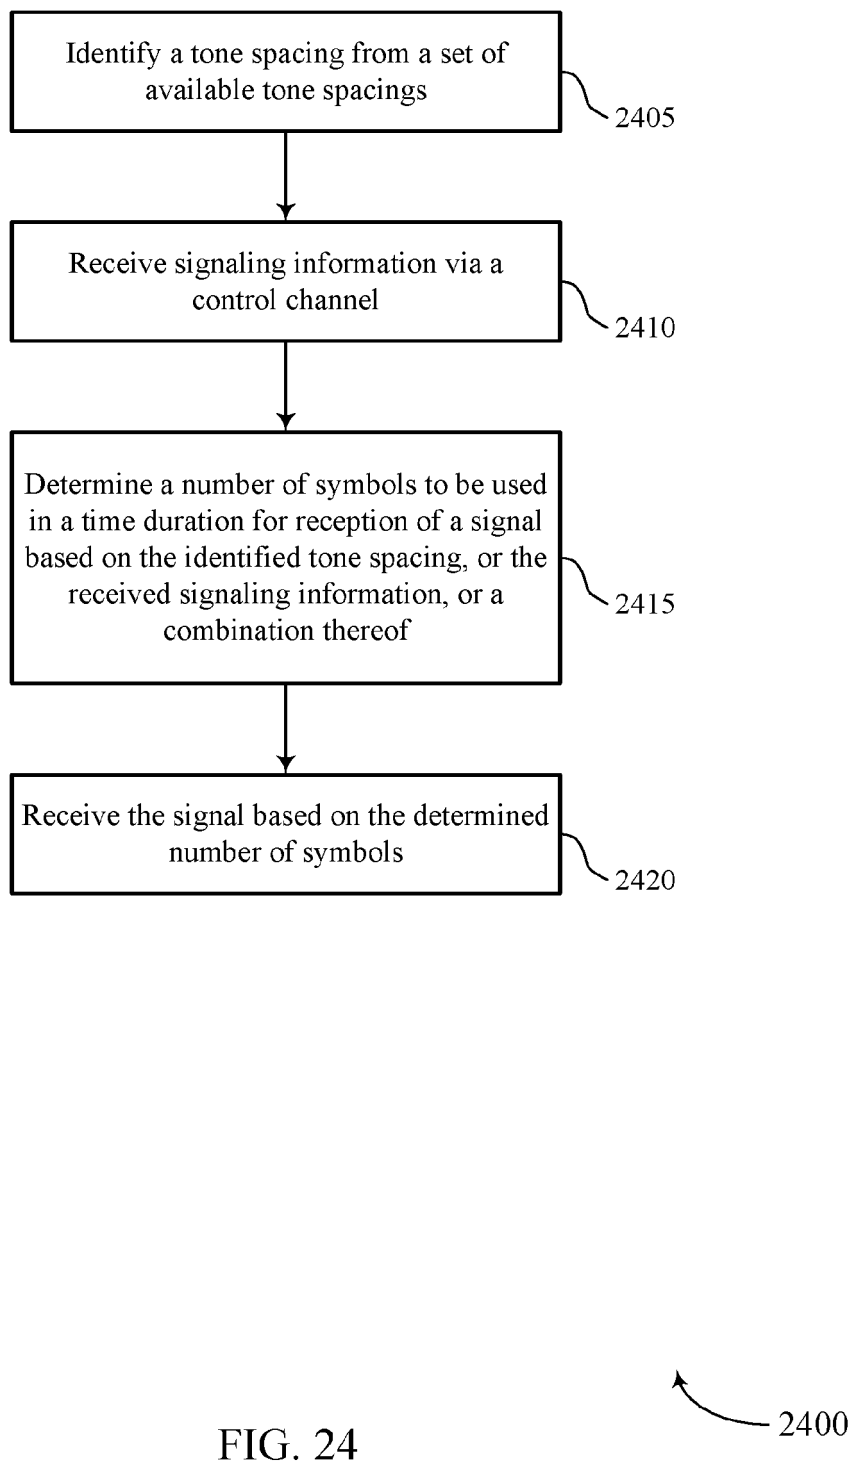 Identify a tone spacing from a set of
available tone spacings
2405
Receive signaling information via a
control channel
2410
Determine a number of symbols to be used
in a time duration for reception of a signal
based on the identified tone spacing, or the
received signaling information, or a
combination thereof
2415
Receive the signal based on the determined
number of symbols
2420
2400
FIG. 24